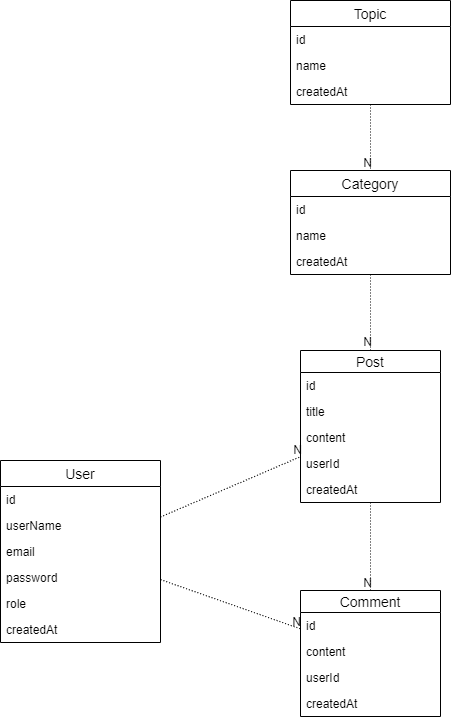 Topic
id
name
createdAt
N
Category
id
name
createdAt
N
Post
id
title
content
userId
createdAt
N
User
id
userName
email
password
role
createdAt
N
N
Comment
id
content
userId
createdAt